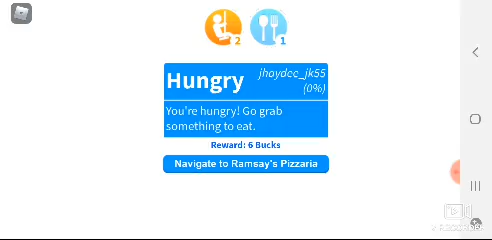 2 1
Hungry jhaydee_jk55
(0%)
You're hungry! Go grab
something to eat.
Reward: 6 Bucks
Navigate to Ramsay's Pizzaria